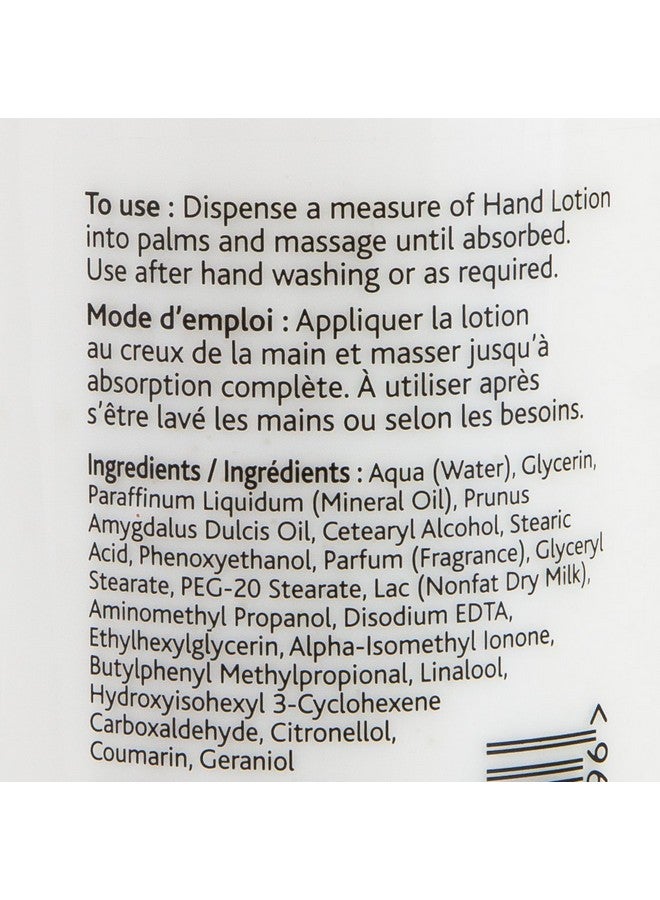 To use : Dispense a measure of Hand Lotion
into palms and massage until absorbed.
Use after hand washing or as required.
Mode d'emploi : Appliquer la lotion
au creux de la main et masser jusqu'à
absorption complète. À utiliser après
s'être lavé les mains ou selon les besoins.
Ingredients / Ingrédients : Aqua (Water), Glycerin,
Paraffinum Liquidum (Mineral Oil), Prunus
Amygdalus Dulcis Oil, Cetearyl Alcohol, Stearic
Acid, Phenoxyethanol, Parfum (Fragrance), Glyceryl
Stearate, PEG-20 Stearate, Lac (Nonfat Dry Milk),
Aminomethyl Propanol, Disodium EDTA,
Ethylhexylglycerin, Alpha-Isomethyl Ionone,
Butylphenyl Methylpropional, Linalool,
Hydroxyisohexyl 3-Cyclohexene
Carboxaldehyde, Citronellol,
Coumarin, Geraniol